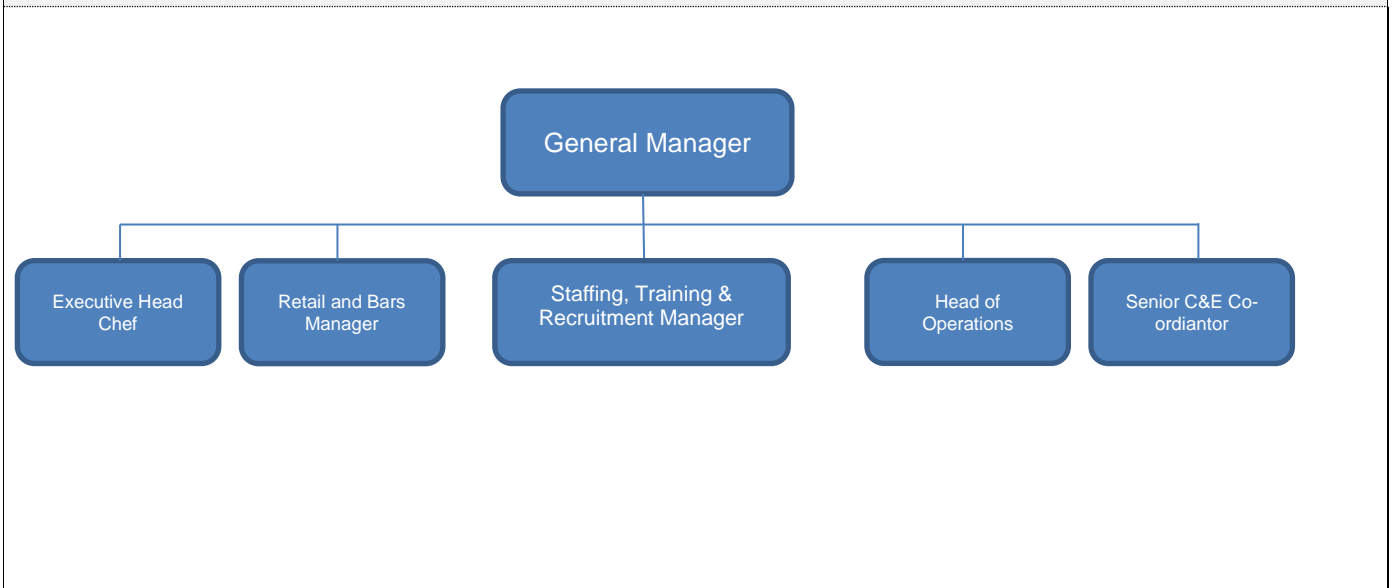 General Manager
Executive Head
Chef
Retail and Bars
Manager
Staffing, Training &
Recruitment Manager
Head of
Operations
Senior C&E Co-
ordiantor